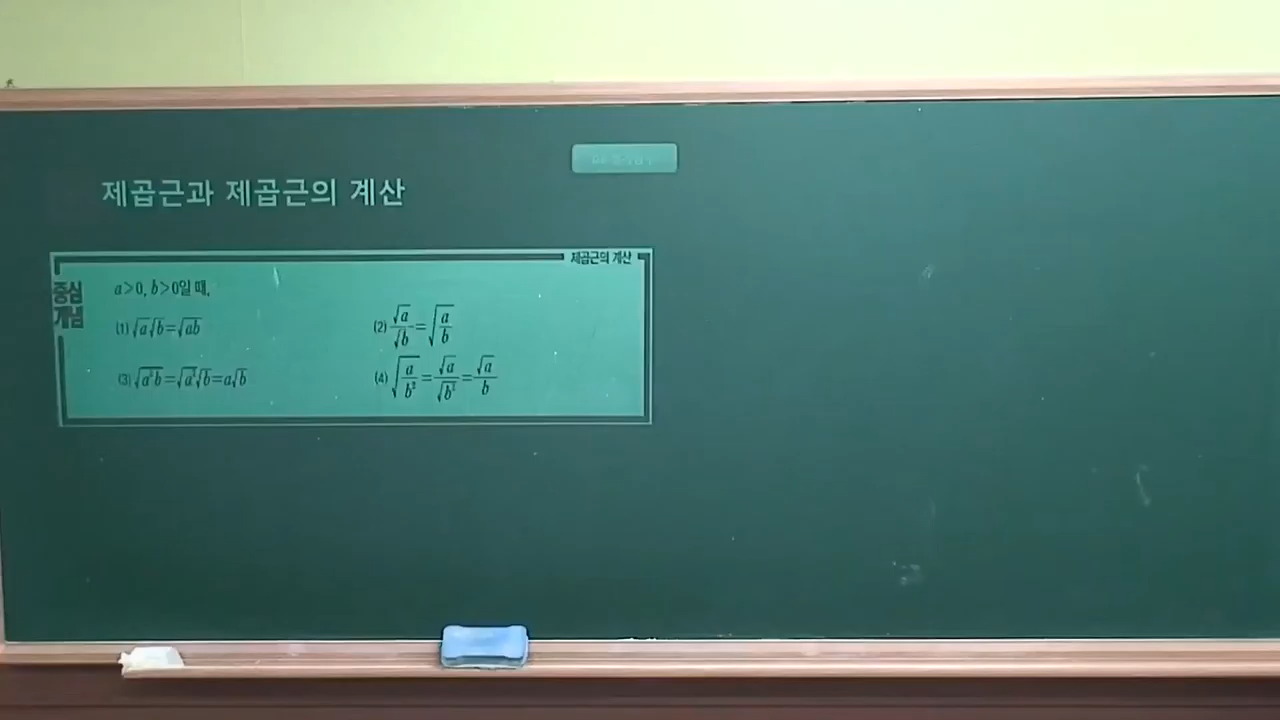 제곱근과 제곱근의 계산
제곱근의 계산
중심
개념
a>0, b>0일 때,
(1) √a√b=√ab
(2) √a/√b=√(a/b)
(3) √a²b=√a²√b=a√b
(4) √(a/b²)=√a/√b²=√a/b